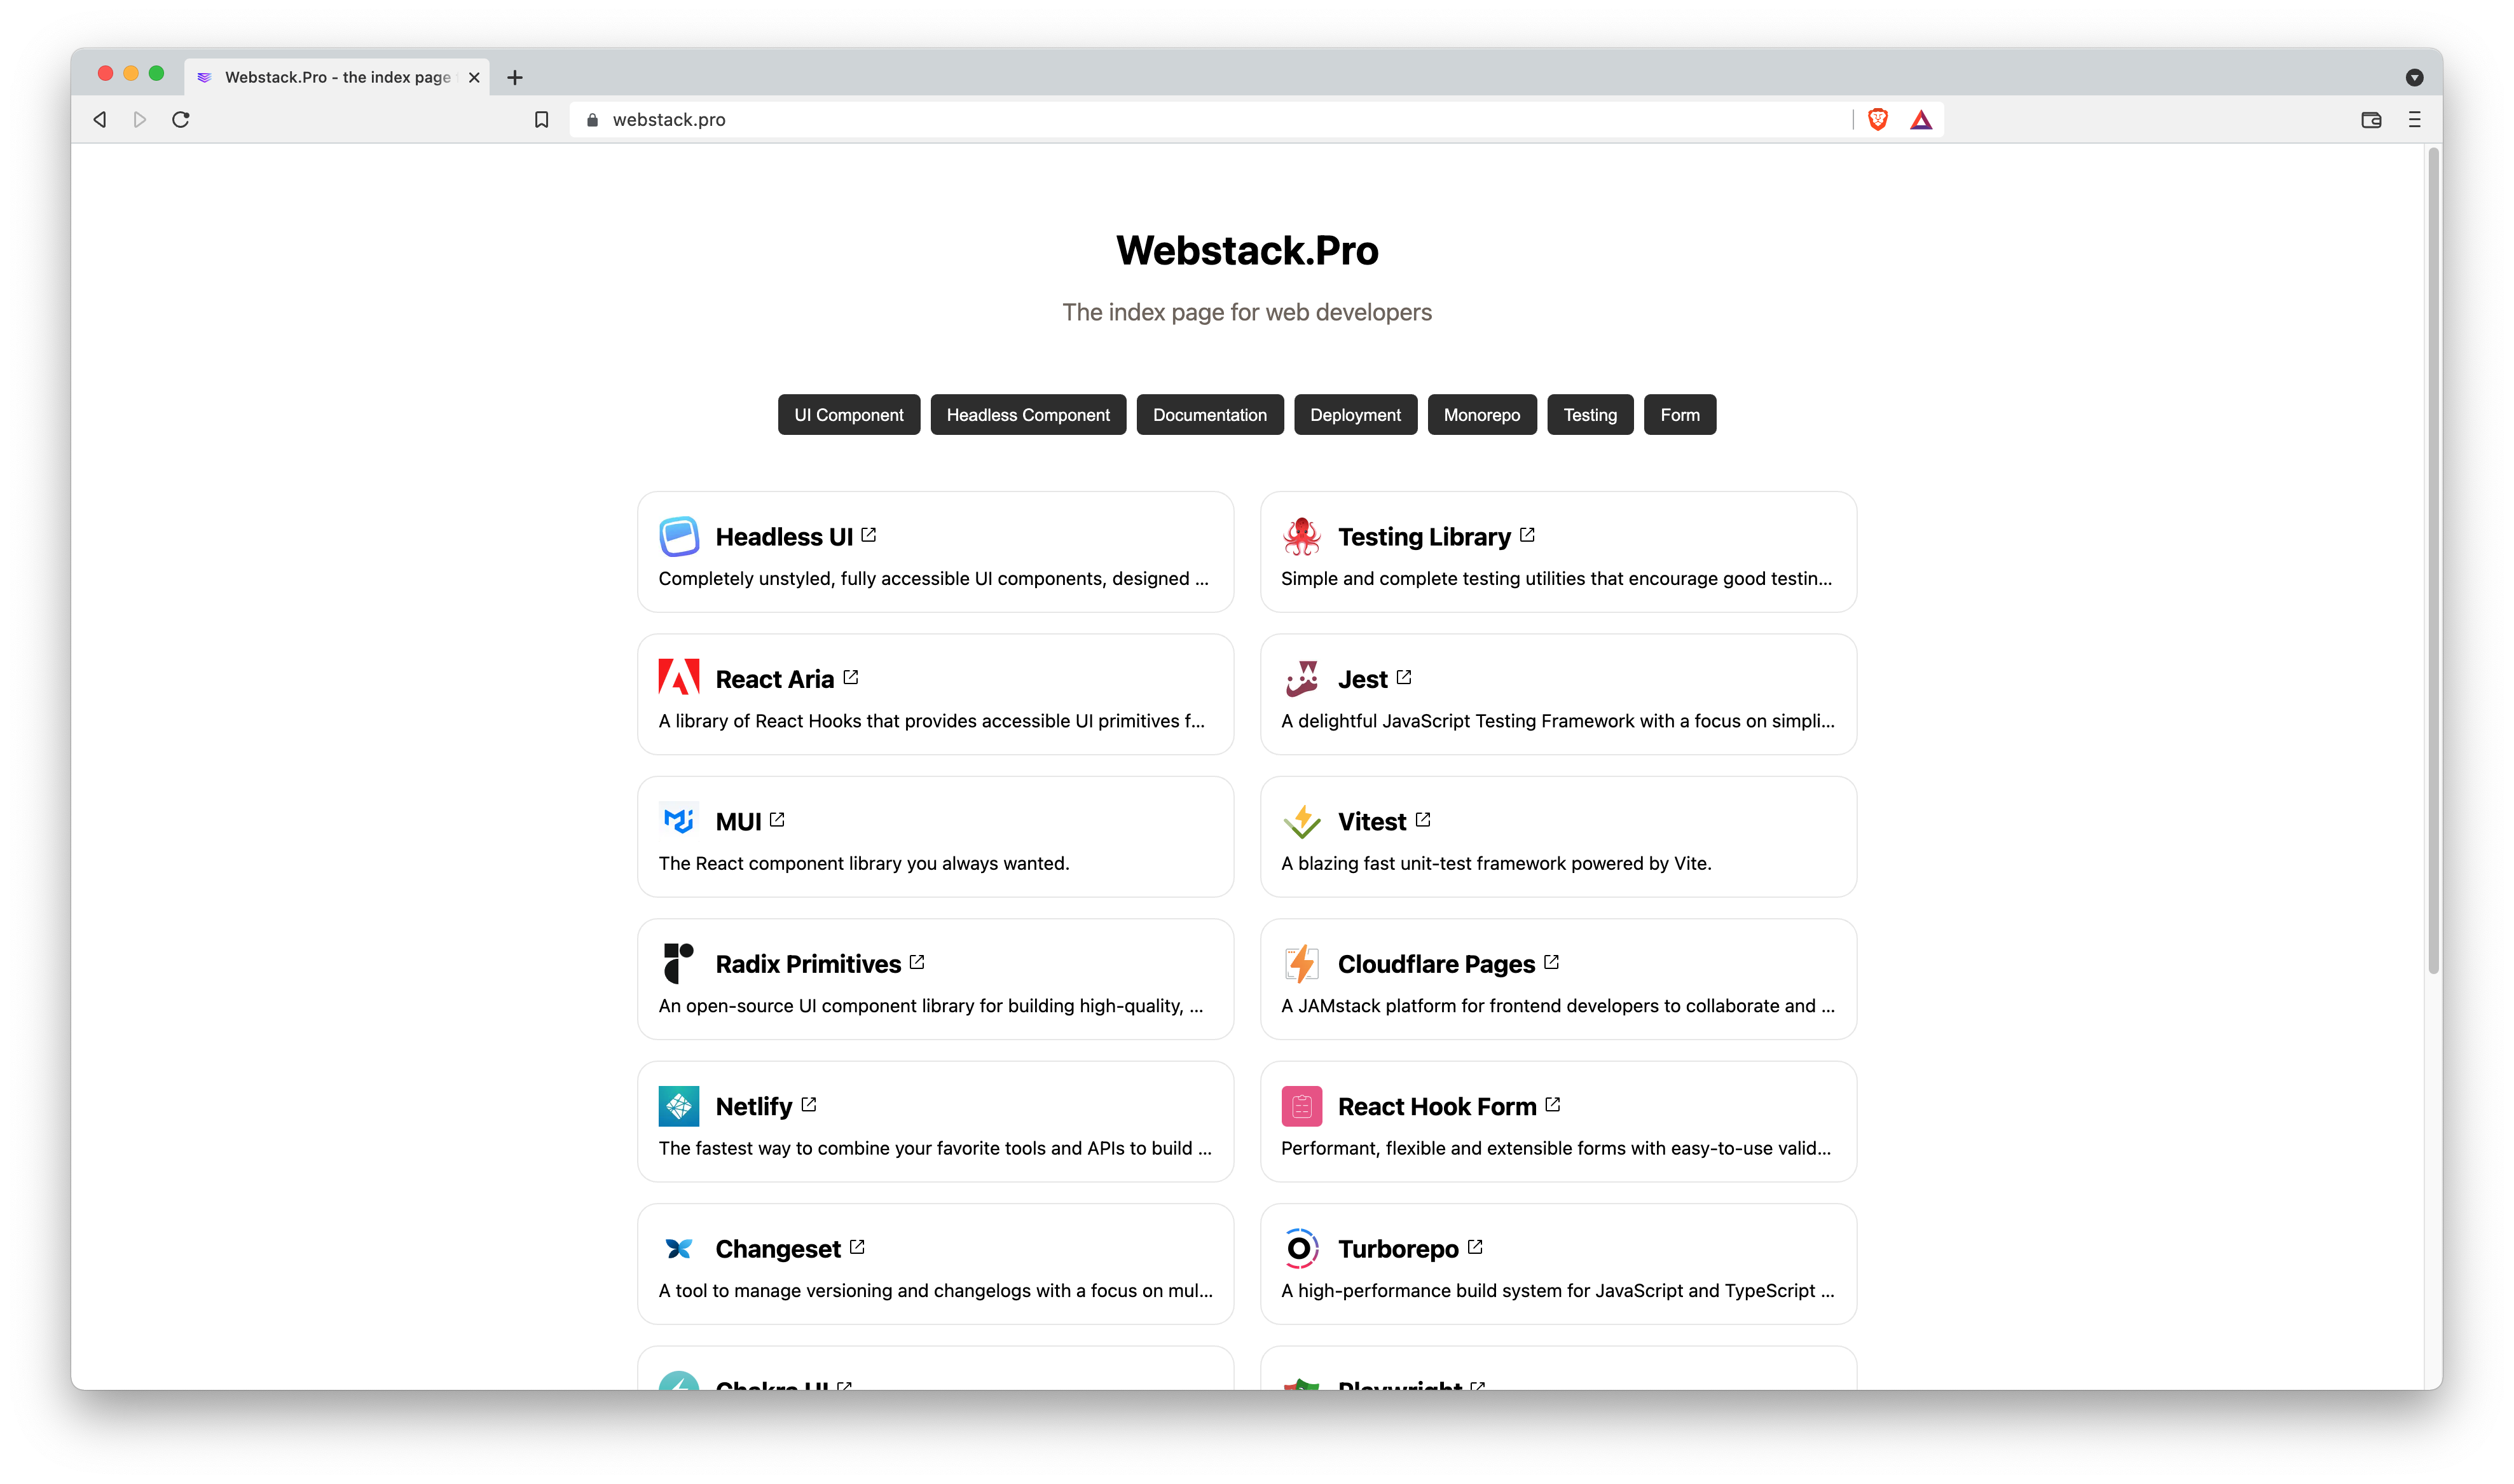 Webstack.Pro - the index page
webstack.pro
Webstack.Pro
The index page for web developers
UI Component Headless Component Documentation Deployment Monorepo Testing Form
Headless UI
Completely unstyled, fully accessible UI components, designed ...
Testing Library
Simple and complete testing utilities that encourage good testin...
React Aria
A library of React Hooks that provides accessible UI primitives f...
Jest
A delightful JavaScript Testing Framework with a focus on simpli...
MUI
The React component library you always wanted.
Vitest
A blazing fast unit-test framework powered by Vite.
Radix Primitives
An open-source UI component library for building high-quality, ...
Cloudflare Pages
A JAMstack platform for frontend developers to collaborate and ...
Netlify
The fastest way to combine your favorite tools and APIs to build ...
React Hook Form
Performant, flexible and extensible forms with easy-to-use valid...
Changeset
A tool to manage versioning and changelogs with a focus on mul...
Turborepo
A high-performance build system for JavaScript and TypeScript ...
Chakra UI
Playwright